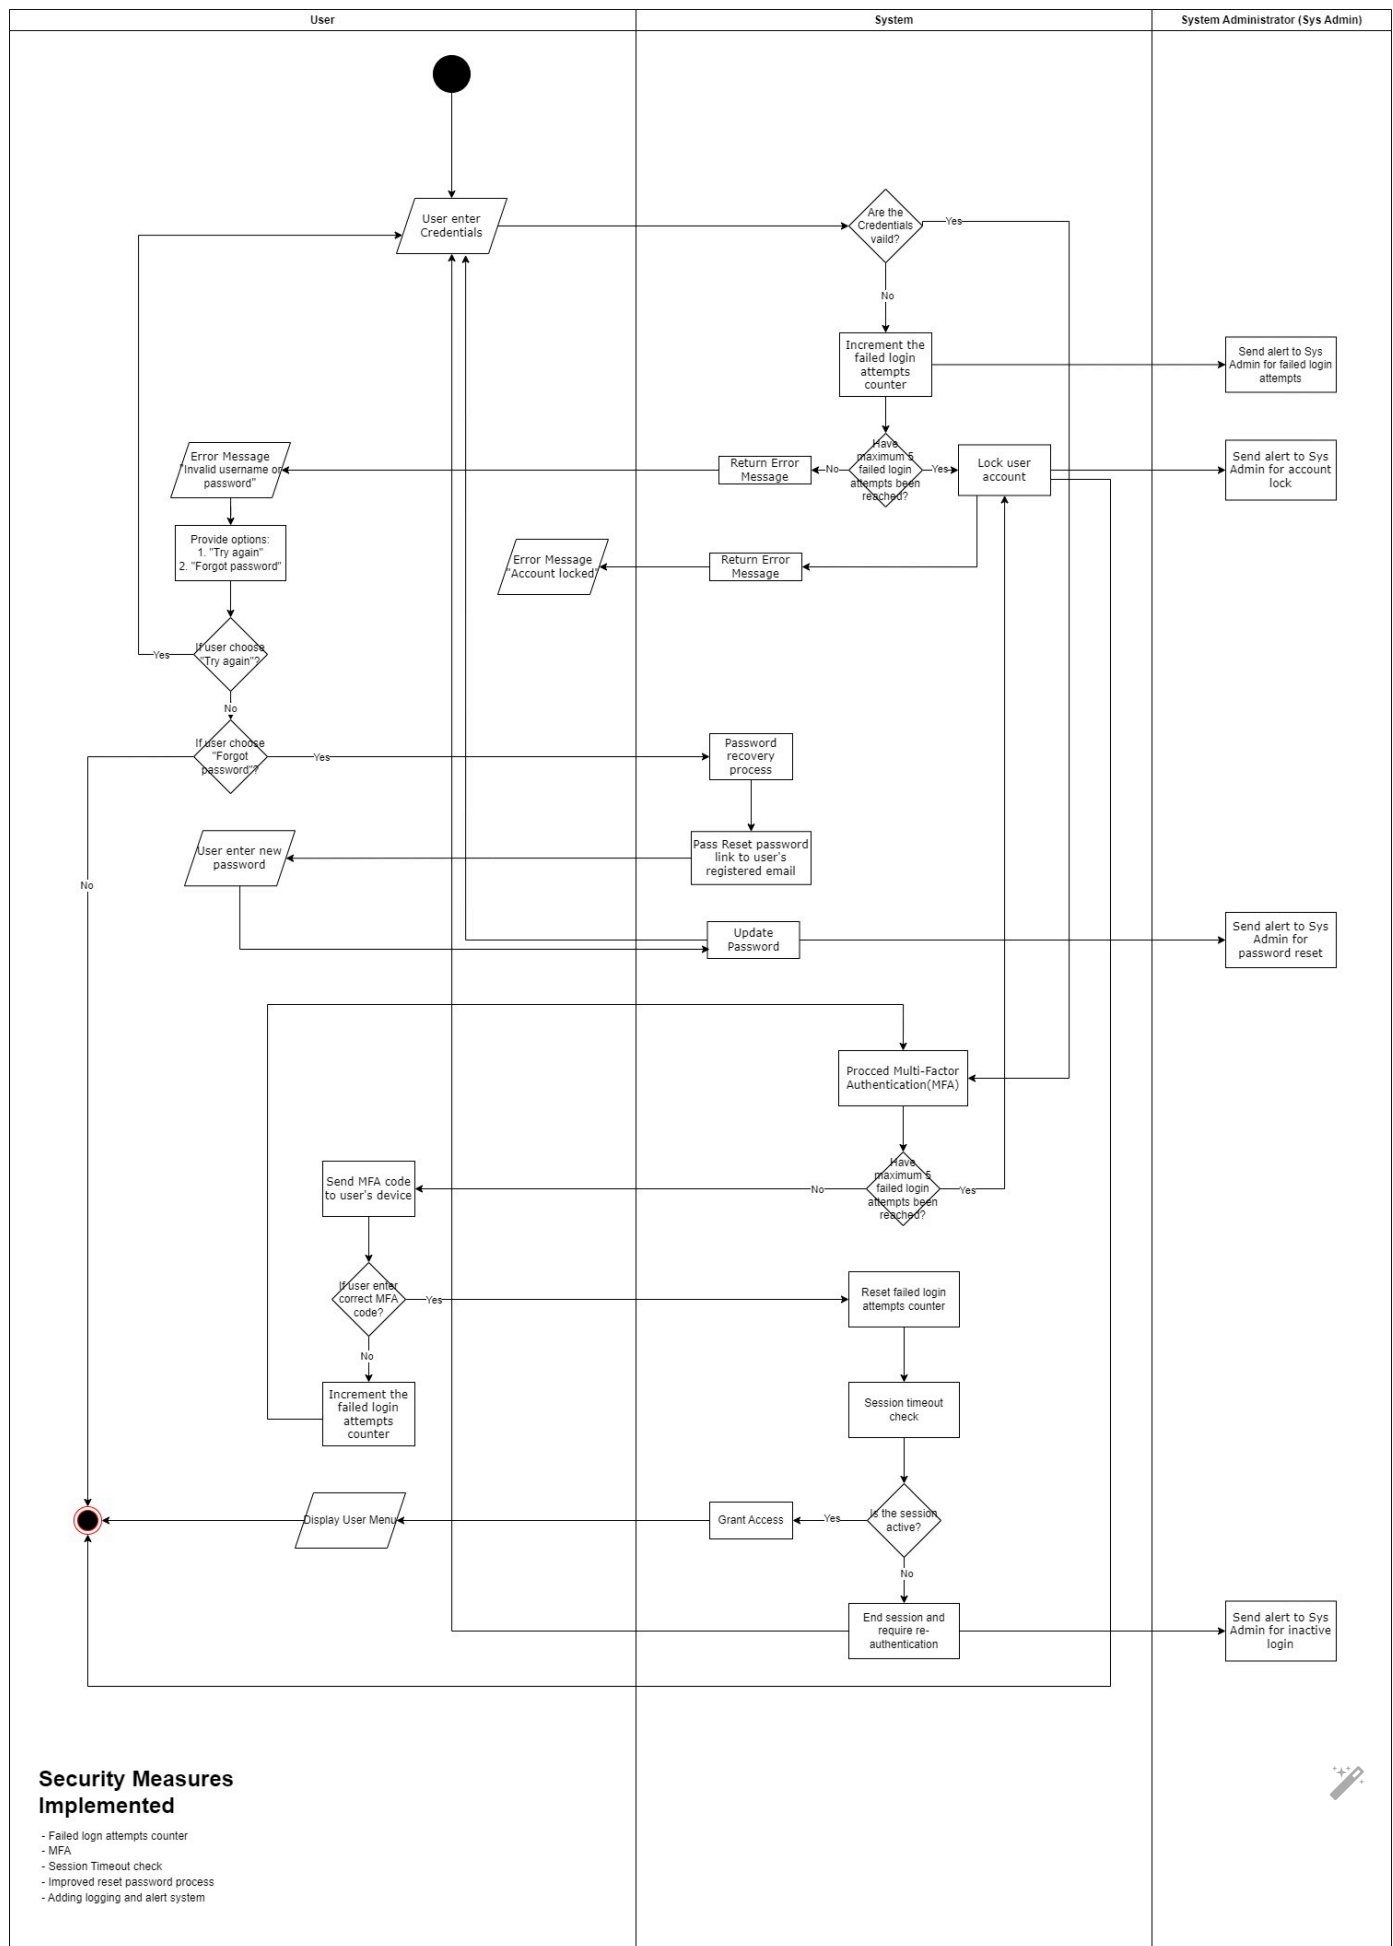 User
System
System Administrator (Sys Admin)
User enter
Credentials
Are the
Credentials
vaild?
Yes
No
Increment the
failed login
attempts
counter
Send alert to Sys
Admin for failed login
attempts
Error Message
"Invalid username or
password"
Return Error
Message
No
Have
maximum 5
failed login
attempts been
reached?
Yes
Lock user
account
Send alert to Sys
Admin for account
lock
Provide options:
1. "Try again"
2. "Forgot password"
Error Message
"Account locked"
Return Error
Message
If user choose
"Try again"?
Yes
No
If user choose
"Forgot
password"?
Yes
Password
recovery
process
User enter new
password
Pass Reset password
link to user's
registered email
No
Update
Password
Send alert to Sys
Admin for
password reset
Procced Multi-Factor
Authentication(MFA)
Send MFA code
to user's device
No
Have
maximum 5
failed login
attempts been
reached?
Yes
If user enter
correct MFA
code?
Yes
Reset failed login
attempts counter
No
Increment the
failed login
attempts
counter
Session timeout
check
Display User Menu
Grant Access
Yes
Is the session
active?
No
End session and
require re-
authentication
Send alert to Sys
Admin for inactive
login
Security Measures
Implemented
- Failed logn attempts counter
- MFA
- Session Timeout check
- Improved reset password process
- Adding logging and alert system